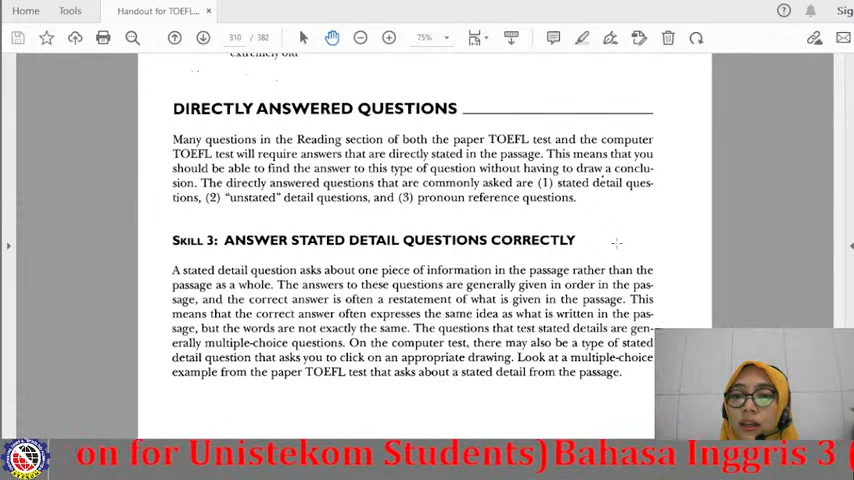 Home
Tools
Handout for TOEFL... ×
Sig
310 / 382
75%
extremely old
DIRECTLY ANSWERED QUESTIONS
Many questions in the Reading section of both the paper TOEFL test and the computer
TOEFL test will require answers that are directly stated in the passage. This means that you
should be able to find the answer to this type of question without having to draw a conclu-
sion. The directly answered questions that are commonly asked are (1) stated detail ques-
tions, (2) "unstated" detail questions, and (3) pronoun reference questions.
SKILL 3: ANSWER STATED DETAIL QUESTIONS CORRECTLY
A stated detail question asks about one piece of information in the passage rather than the
passage as a whole. The answers to these questions are generally given in order in the pas-
sage, and the correct answer is often a restatement of what is given in the passage. This
means that the correct answer often expresses the same idea as what is written in the pas-
sage, but the words are not exactly the same. The questions that test stated details are gen-
erally multiple-choice questions. On the computer test, there may also be a type of stated
detail question that asks you to click on an appropriate drawing. Look at a multiple-choice
example from the paper TOEFL test that asks about a stated detail from the passage.
on for Unistekom Students) Bahasa Inggris 3 (